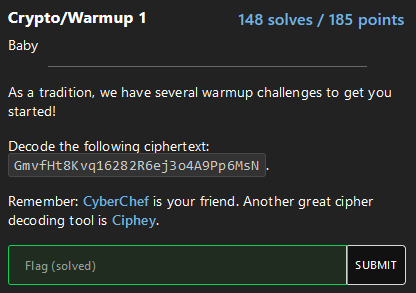 Crypto/Warmup 1
148 solves / 185 points
Baby
As a tradition, we have several warmup challenges to get you
started!
Decode the following ciphertext:
GmvfHt8Kvq16282R6ej3o4A9Pp6MsN.
Remember: CyberChef is your friend. Another great cipher
decoding tool is Ciphey.
Flag (solved)
SUBMIT